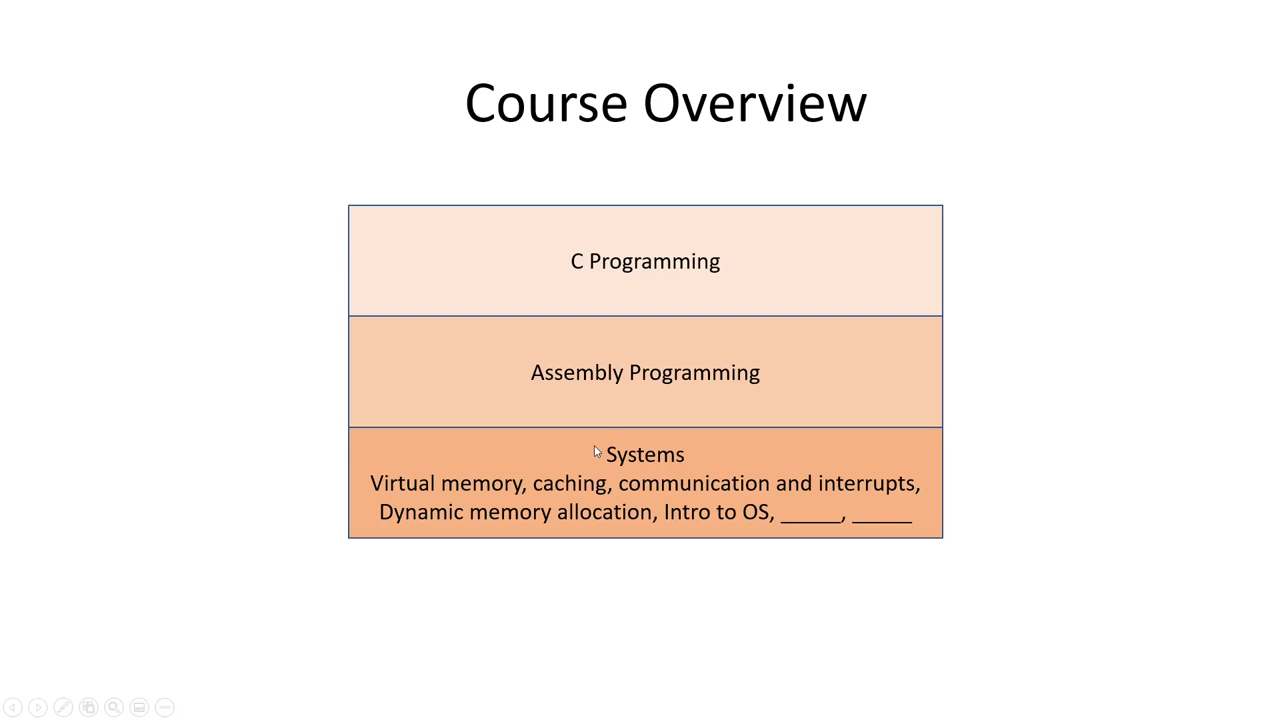 Course Overview
C Programming
Assembly Programming
Systems
Virtual memory, caching, communication and interrupts,
Dynamic memory allocation, Intro to OS, ______, ______